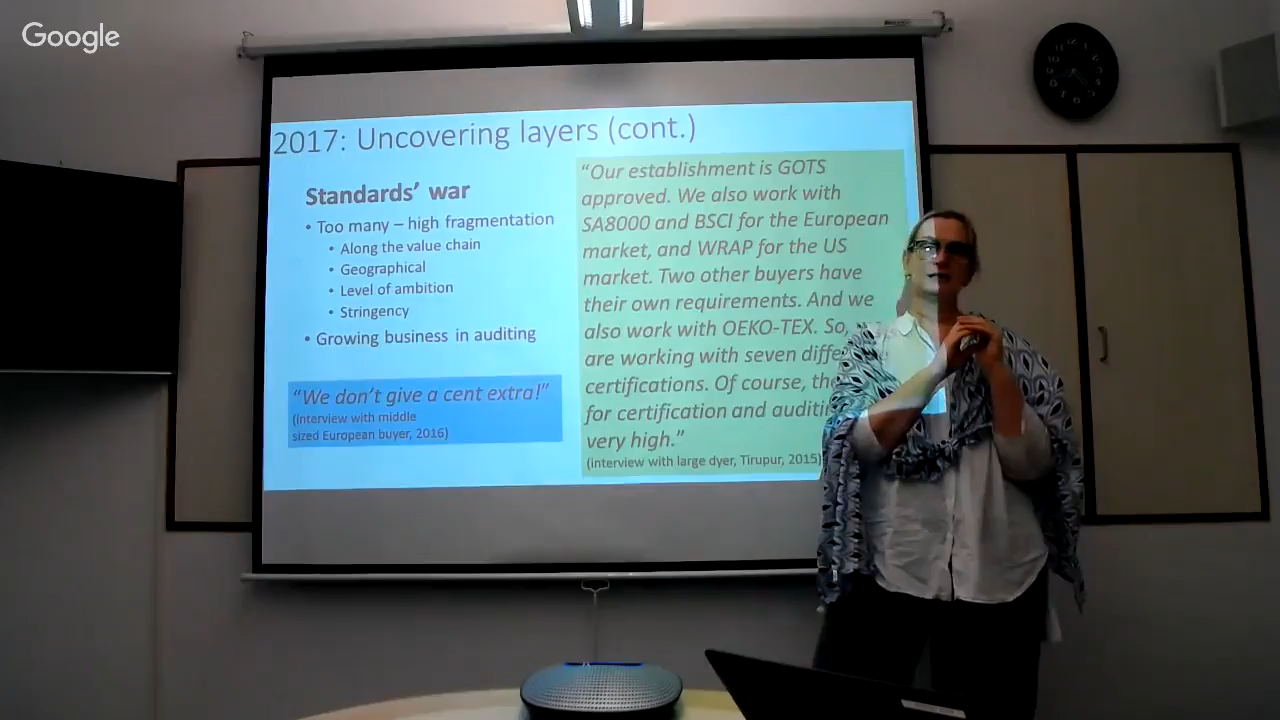 Google
2017: Uncovering layers (cont.)
Standards’ war
• Too many – high fragmentation
• Along the value chain
• Geographical
• Level of ambition
• Stringency
• Growing business in auditing
“We don’t give a cent extra!”
(interview with middle
sized European buyer, 2016)
“Our establishment is GOTS
approved. We also work with
SA8000 and BSCI for the European
market, and WRAP for the US
market. Two other buyers have
their own requirements. And we
also work with OEKO-TEX. So,
are working with seven
certifications. Of course,
for certification and
very high.”
(interview with large dyer, Tirupur, 2015)